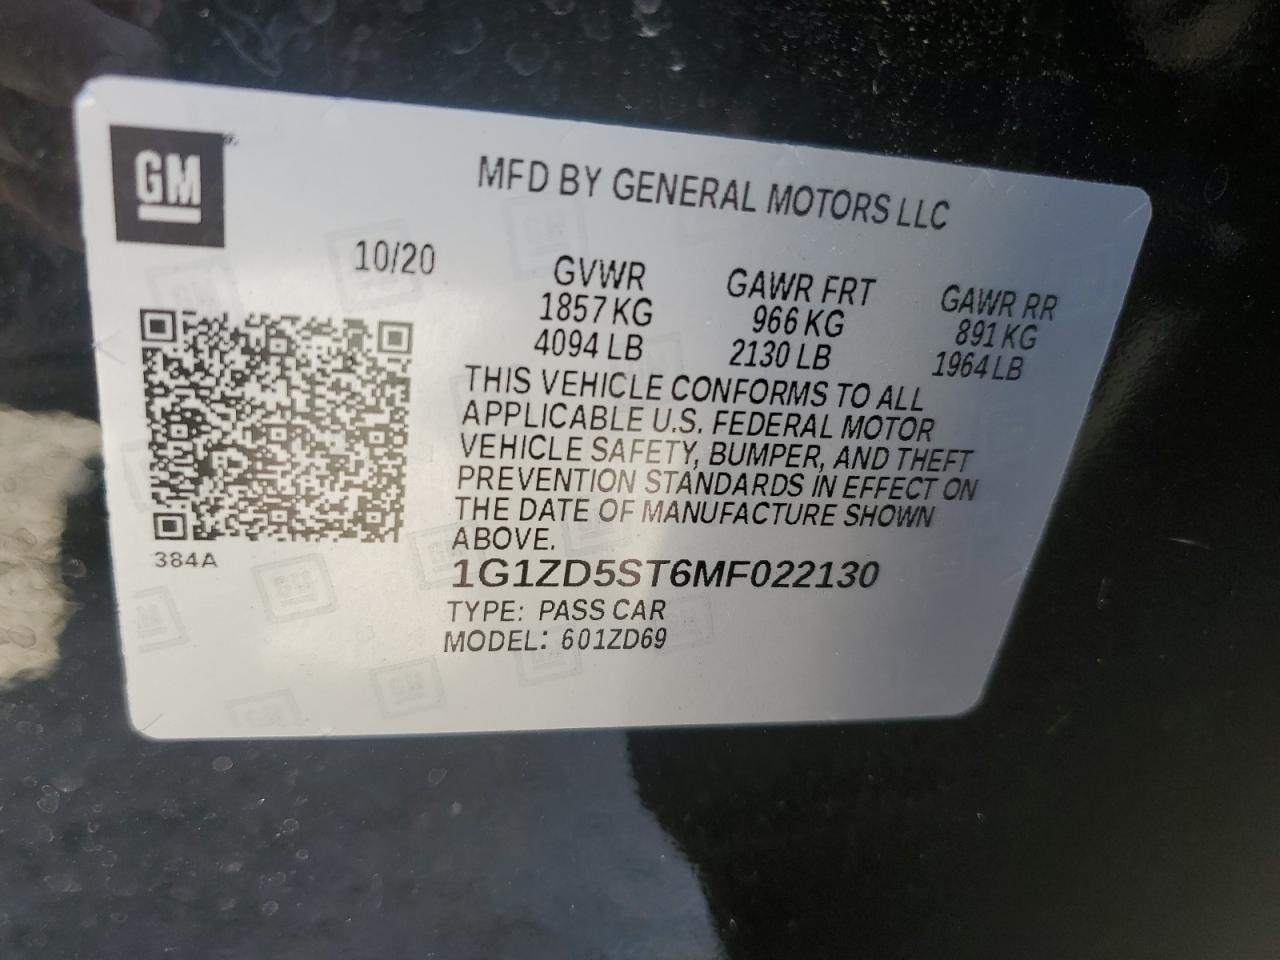 GM
MFD BY GENERAL MOTORS LLC
10/20
GVWR GAWR FRT GAWR RR
1857 KG 966 KG 891 KG
4094 LB 2130 LB 1964 LB
THIS VEHICLE CONFORMS TO ALL
APPLICABLE U.S. FEDERAL MOTOR
VEHICLE SAFETY, BUMPER, AND THEFT
PREVENTION STANDARDS IN EFFECT ON
THE DATE OF MANUFACTURE SHOWN
ABOVE.
384A
1G1ZD5ST6MF022130
TYPE: PASS CAR
MODEL: 601ZD69